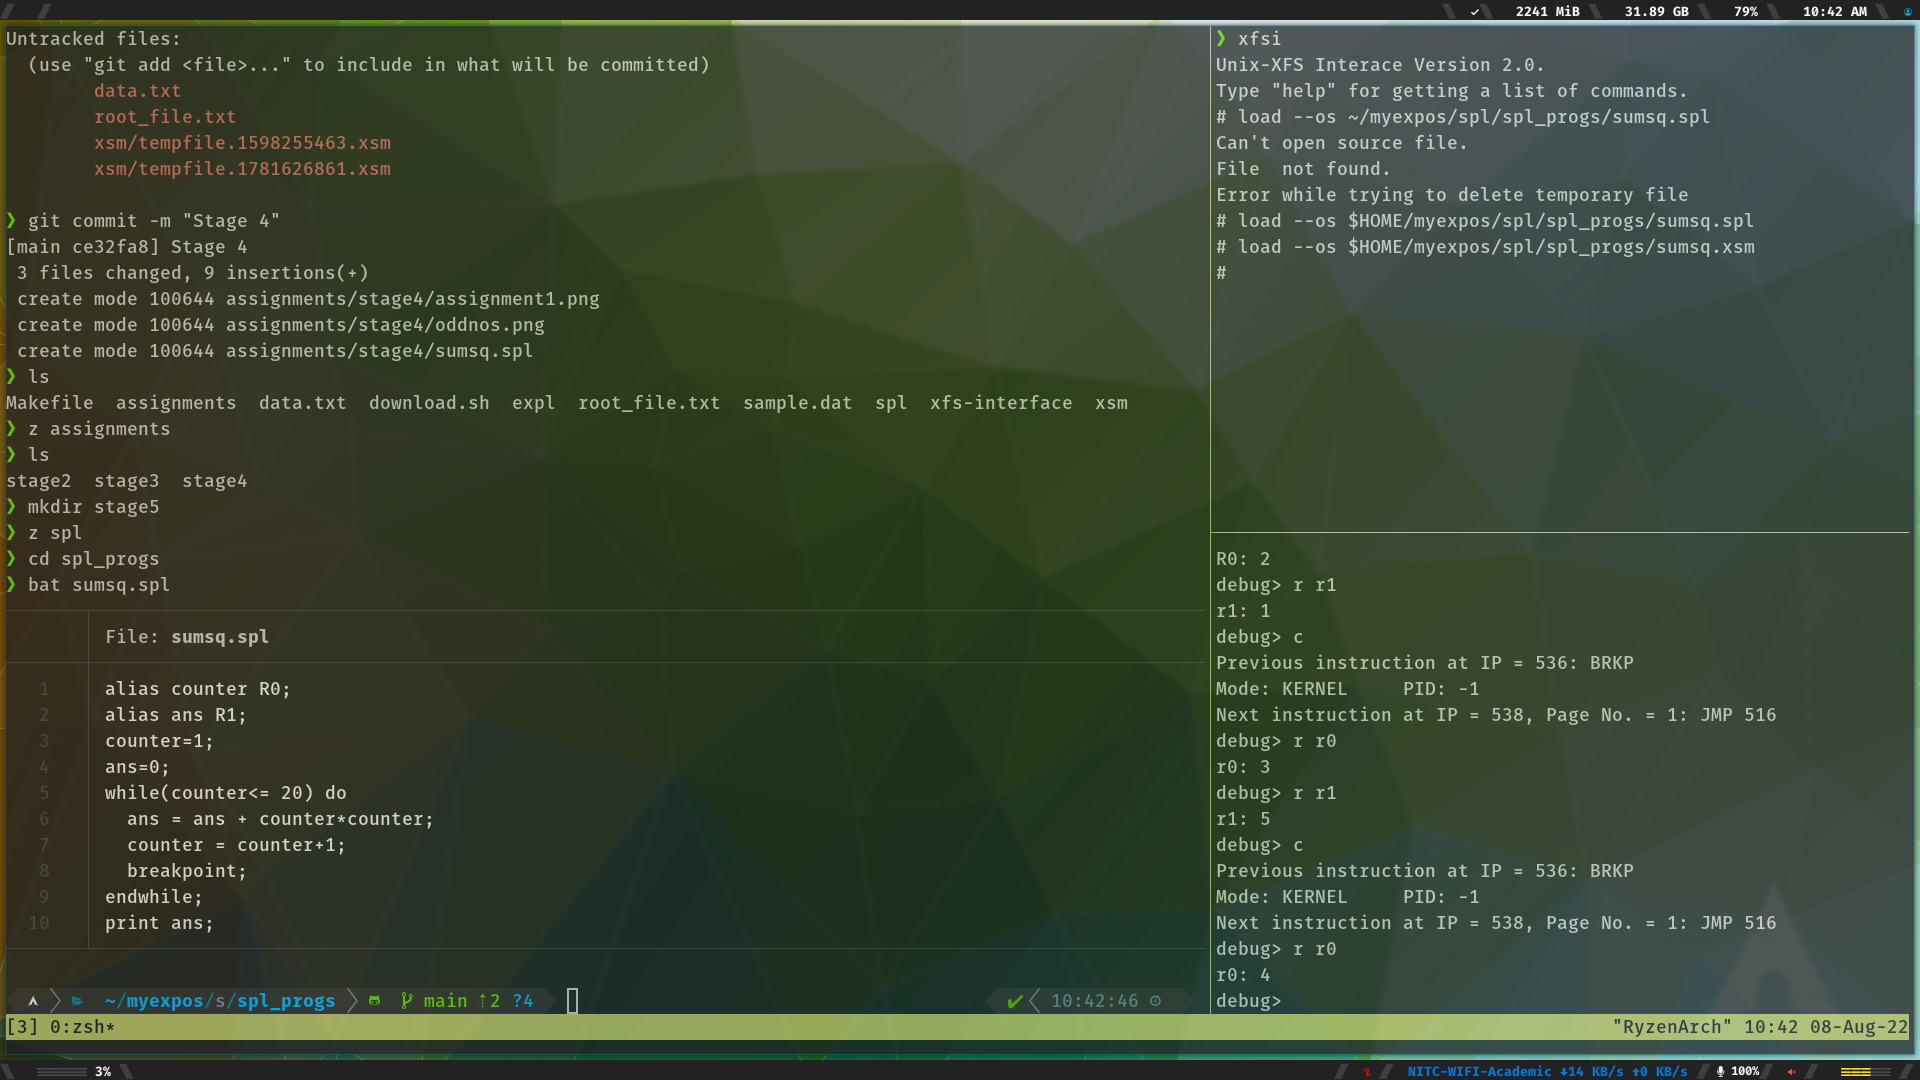 2241 MiB 31.89 GB 79% 10:42 AM
Untracked files:
(use "git add <file>..." to include in what will be committed)
data.txt
root_file.txt
xsm/tempfile.1598255463.xsm
xsm/tempfile.1781626861.xsm
❯ git commit -m "Stage 4"
[main ce32fa8] Stage 4
3 files changed, 9 insertions(+)
create mode 100644 assignments/stage4/assignment1.png
create mode 100644 assignments/stage4/oddnos.png
create mode 100644 assignments/stage4/sumsq.spl
❯ ls
Makefile assignments data.txt download.sh expl root_file.txt sample.dat spl xfs-interface xsm
❯ z assignments
❯ ls
stage2 stage3 stage4
❯ mkdir stage5
❯ z spl
❯ cd spl_progs
❯ bat sumsq.spl
File: sumsq.spl
1 alias counter R0;
2 alias ans R1;
3 counter=1;
4 ans=0;
5 while(counter<= 20) do
6 ans = ans + counter*counter;
7 counter = counter+1;
8 breakpoint;
9 endwhile;
10 print ans;
~/myexpos/s/spl_progs main ⇡2 ?4 ✔ 10:42:46
❯ xfsi
Unix-XFS Interace Version 2.0.
Type "help" for getting a list of commands.
# load --os ~/myexpos/spl/spl_progs/sumsq.spl
Can't open source file.
File not found.
Error while trying to delete temporary file
# load --os $HOME/myexpos/spl/spl_progs/sumsq.spl
# load --os $HOME/myexpos/spl/spl_progs/sumsq.xsm
#
R0: 2
debug> r r1
r1: 1
debug> c
Previous instruction at IP = 536: BRKP
Mode: KERNEL PID: -1
Next instruction at IP = 538, Page No. = 1: JMP 516
debug> r r0
r0: 3
debug> r r1
r1: 5
debug> c
Previous instruction at IP = 536: BRKP
Mode: KERNEL PID: -1
Next instruction at IP = 538, Page No. = 1: JMP 516
debug> r r0
r0: 4
debug>
[3] 0:zsh* "RyzenArch" 10:42 08-Aug-22
3% NITC-WIFI-Academic ⬇14 KB/s ⬆0 KB/s 100%